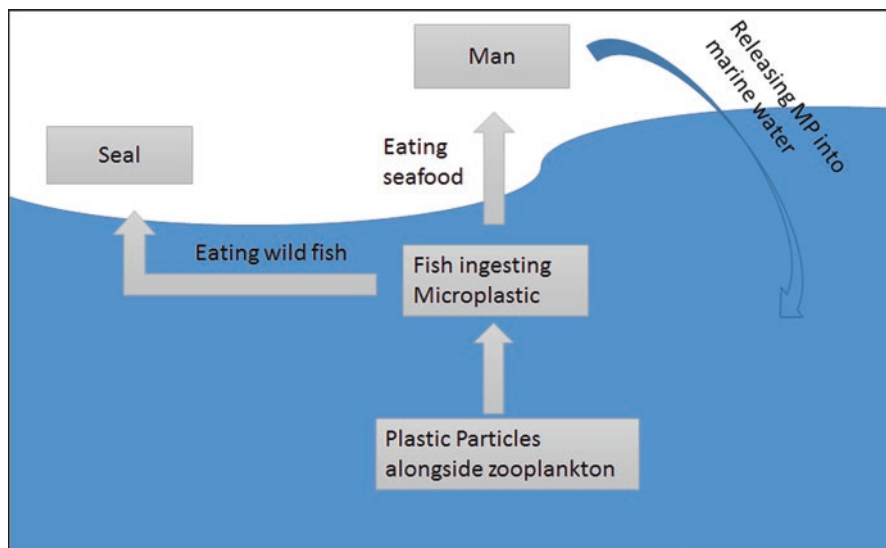 Man
Releasing MP into
marine water
Seal
Eating
seafood
Eating wild fish
Fish ingesting
Microplastic
Plastic Particles
alongside zooplankton